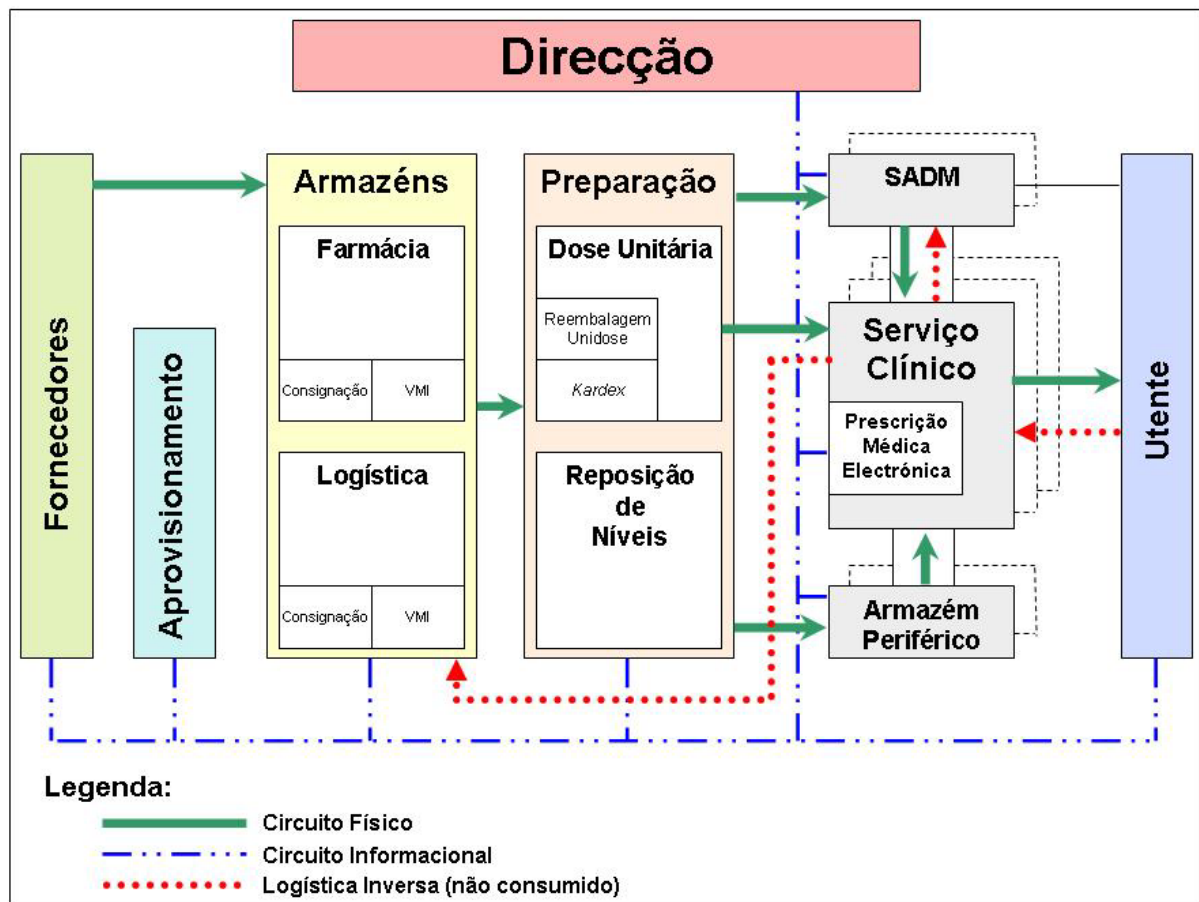 Direcção
Fornecedores
Aprovisionamento
Armazéns
Farmácia
Consignação
VMI
Logística
Consignação
VMI
Preparação
Dose Unitária
Reembalagem
Unidose
Kardex
Reposição
de
Níveis
SADM
Serviço
Clínico
Prescrição
Médica
Electrónica
Armazém
Periférico
Utente
Legenda:
Circuito Físico
Circuito Informacional
Logística Inversa (não consumido)